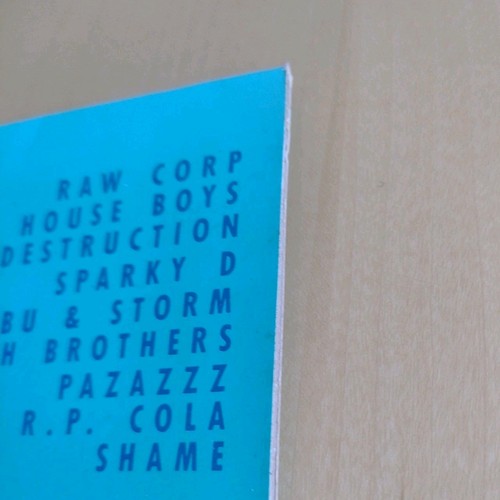 RAW CORP
HOUSE BOYS
DESTRUCTION
SPARKY D
BU & STORM
H BROTHERS
PAZAZZZ
R.P. COLA
SHAME